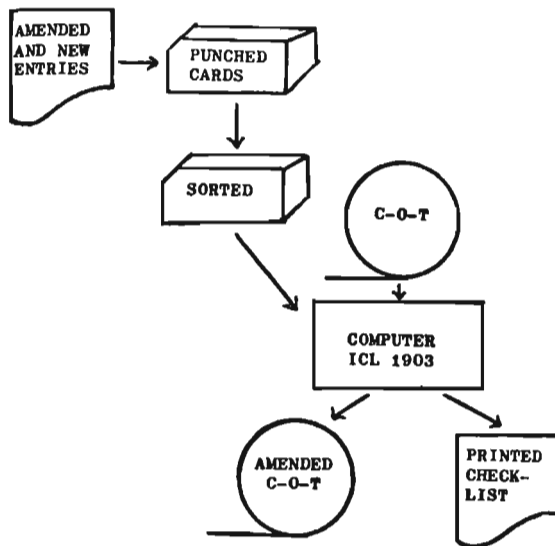 AMENDED
AND NEW
ENTRIES
PUNCHED
CARDS
SORTED
C-O-T
COMPUTER
ICL 1903
AMENDED
C-O-T
PRINTED
CHECK-
LIST